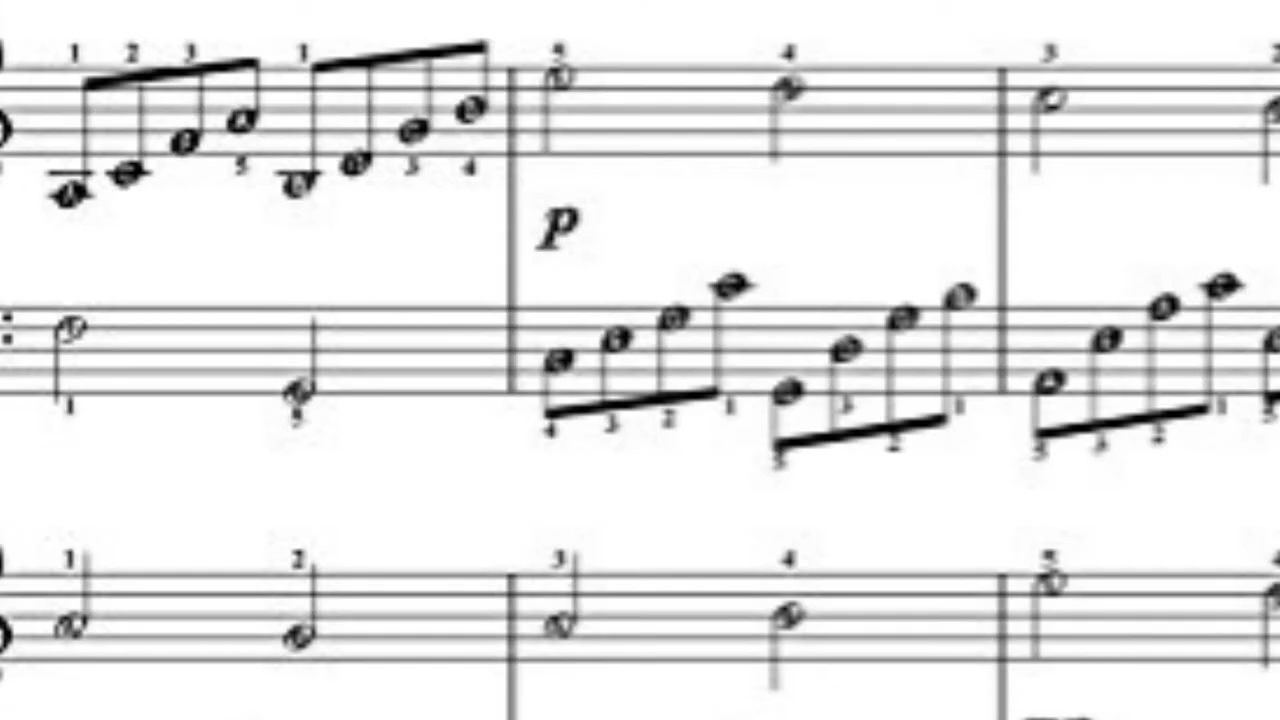 1 2 3 1 5 4 3 2
5 3 4
p
1 5
4 3 2 1 5 3 2 1 5 3 2 1 5
1 2 3 4 5 4